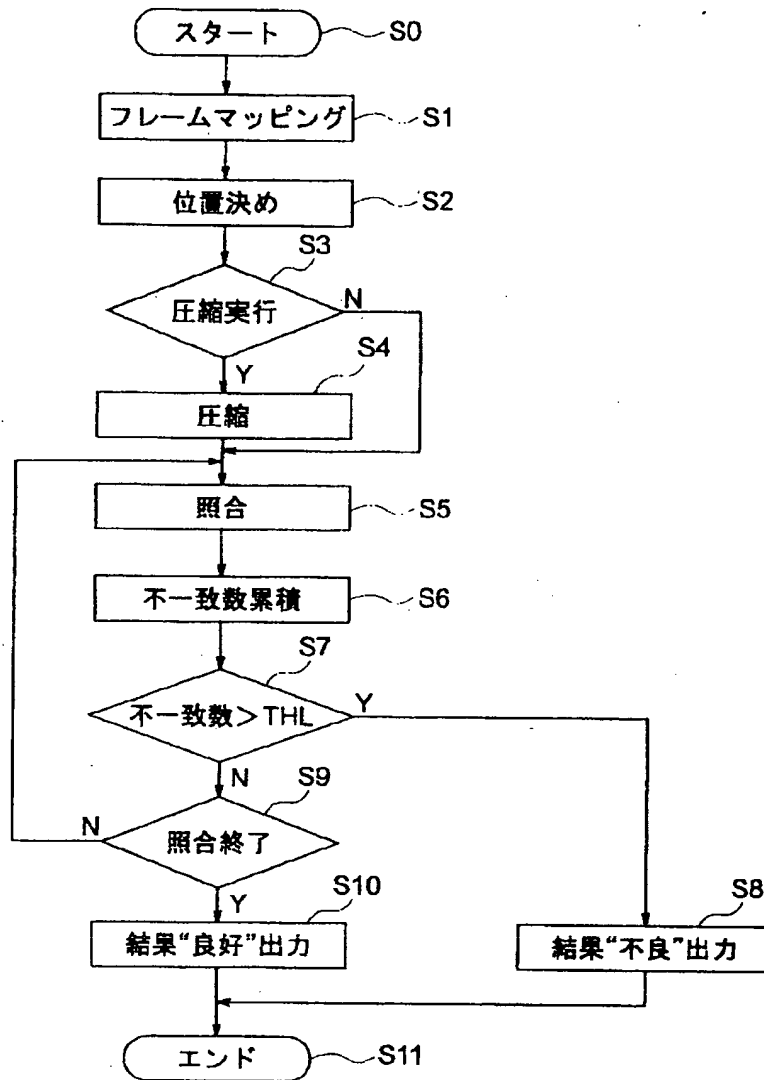 スタート S0
フレームマッピング S1
位置決め S2
S3
圧縮実行 N
Y S4
圧縮
照合 S5
不一致数累積 S6
S7
不一致数＞THL Y
N S9
N 照合終了
Y S10 S8
結果“良好”出力 結果“不良”出力
エンド S11